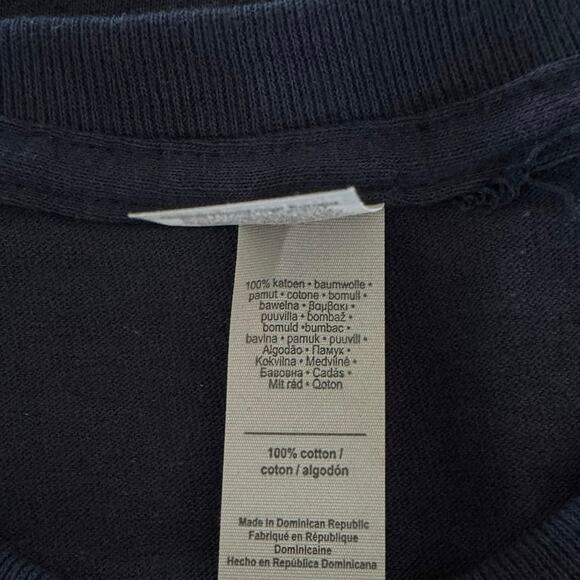 100% katoen • baumwolle •
pamut • cotone • bomull •
bawełna • βαμβακι •
puuvilla • bombaž •
bomuld •bumbac •
bavlna • pamuk • puuvill •
Algodão • Памук •
Kokvilna • Medvilnė •
Бавовна • Cadás •
Mit rád • Qoton
100% cotton /
coton / algodón
Made in Dominican Republic
Fabriqué en République
Dominicaine
Hecho en República Dominicana